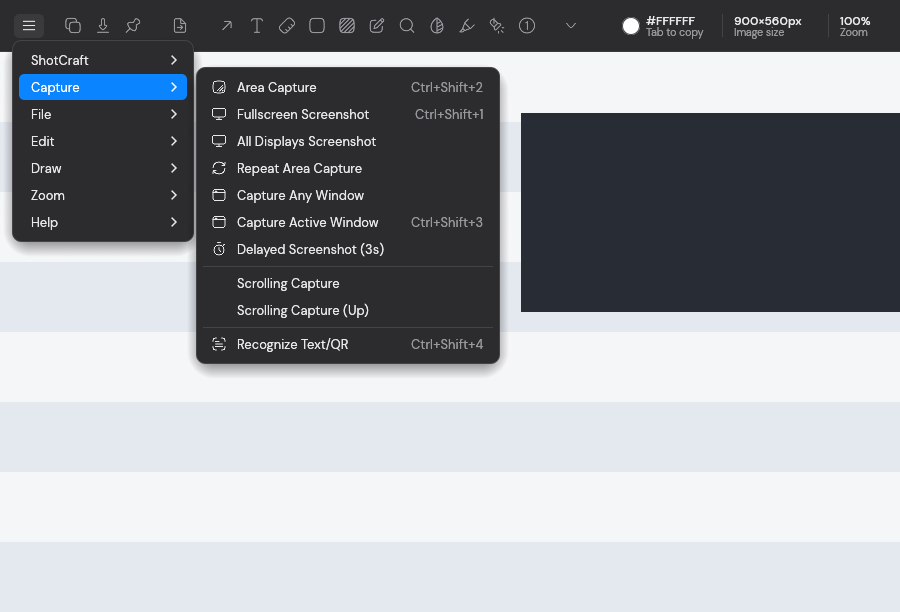 #FFFFFF
Tab to copy
900×560px
Image size
100%
Zoom
1
ShotCraft
Capture
File
Edit
Draw
Zoom
Help
Area Capture Ctrl+Shift+2
Fullscreen Screenshot Ctrl+Shift+1
All Displays Screenshot
Repeat Area Capture
Capture Any Window
Capture Active Window Ctrl+Shift+3
Delayed Screenshot (3s)
Scrolling Capture
Scrolling Capture (Up)
Recognize Text/QR Ctrl+Shift+4